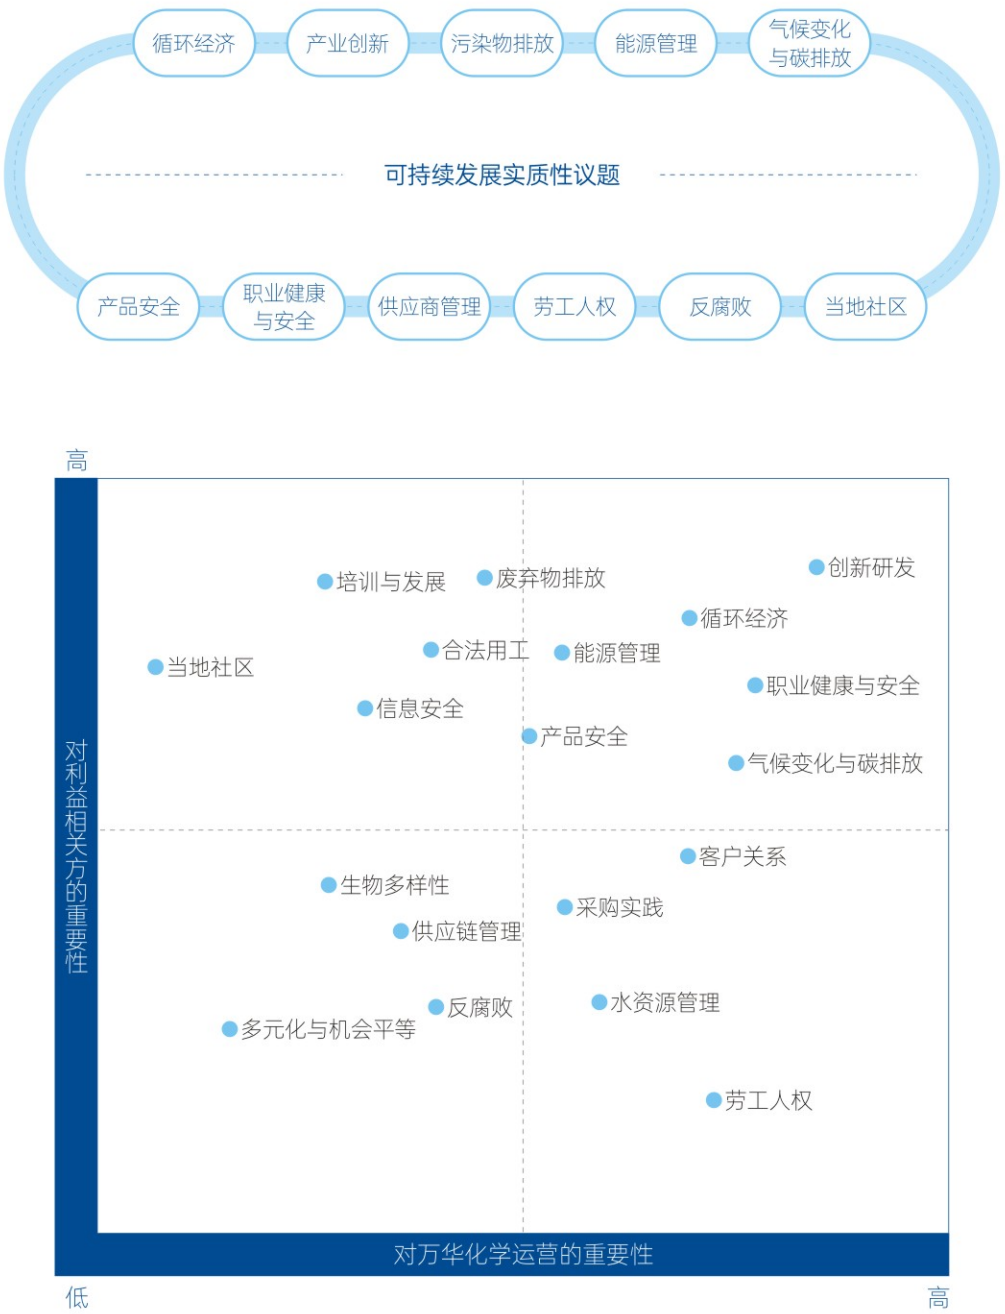 循环经济
产业创新
污染物排放
能源管理
气候变化
与碳排放
可持续发展实质性议题
产品安全
职业健康
与安全
供应商管理
劳工人权
反腐败
当地社区
高
创新研发
培训与发展
废弃物排放
循环经济
合法用工
能源管理
当地社区
职业健康与安全
信息安全
产品安全
气候变化与碳排放
对利益相关方的重要性
客户关系
生物多样性
采购实践
供应链管理
水资源管理
反腐败
多元化与机会平等
劳工人权
对万华化学运营的重要性
低
高